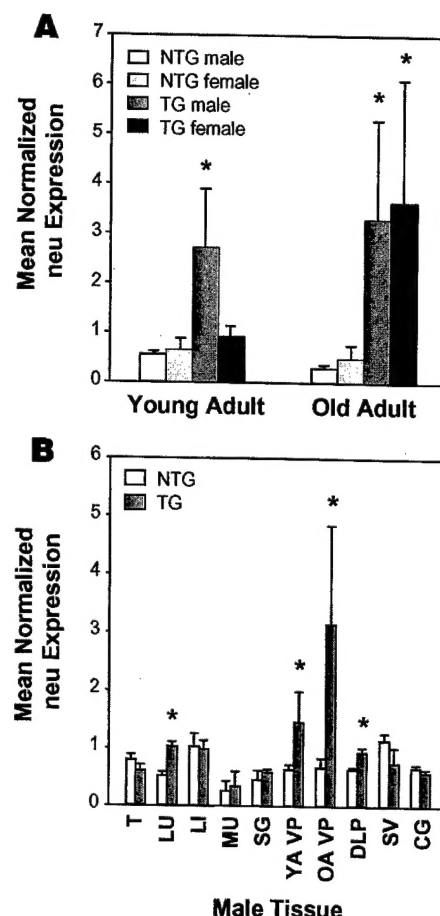 A
Mean Normalized
neu Expression
7
6
5
4
3
2
1
0
NTG male
NTG female
TG male
TG female
*
*
*
Young Adult
Old Adult
B
Mean Normalized
neu Expression
6
5
4
3
2
1
0
NTG
TG
*
*
*
*
T
LU
LI
MU
SG
YA VP
OA VP
DLP
SV
CG
Male Tissue